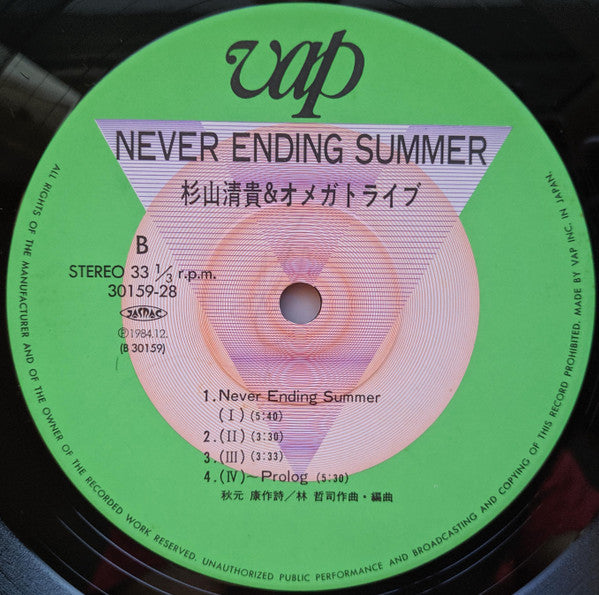 vap
NEVER ENDING SUMMER
杉山清貴&オメガトライブ
B
STEREO 33 1/3 r.p.m.
30159-28
JASRAC
Ⓟ1984.12.
(B 30159)
1.Never Ending Summer
(I) (5:40)
2.(II) (3:30)
3.(III) (3:33)
4.(IV)~Prolog (5:30)
秋元 康作詩/林 哲司作曲・編曲
ALL RIGHTS OF THE MANUFACTURER AND OF THE OWNER OF THE RECORDED WORK RESERVED. UNAUTHORIZED PUBLIC PERFORMANCE AND BROADCASTING AND COPYING OF THIS RECORD PROHIBITED. MADE BY VAP INC. IN JAPAN.